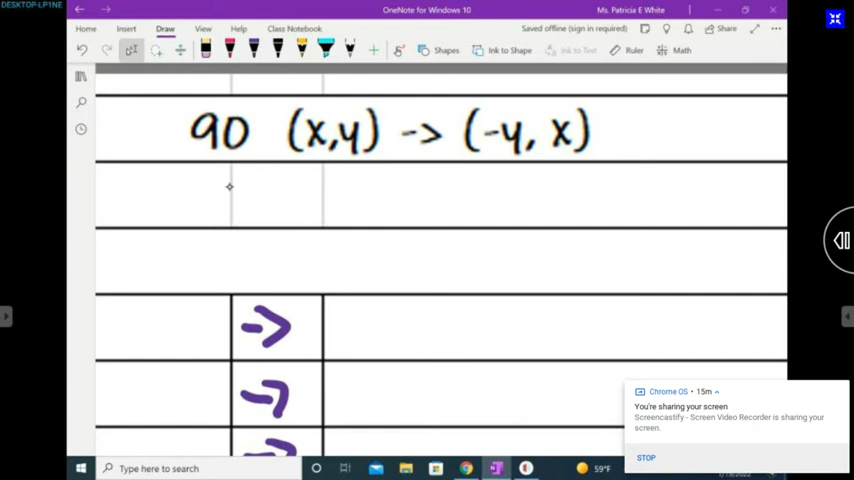 DESKTOP-LP1NE
OneNote for Windows 10
Ms. Patricia E White
Home Insert Draw View Help Class Notebook
Saved offline (sign in required) Share
Shapes Ink to Shape Ink to Text Ruler Math
90 (x,y) -> (-y, x)
->
->
->
Chrome OS • 15m
You're sharing your screen
Screencastify - Screen Video Recorder is sharing your
screen.
STOP
Type here to search
59°F